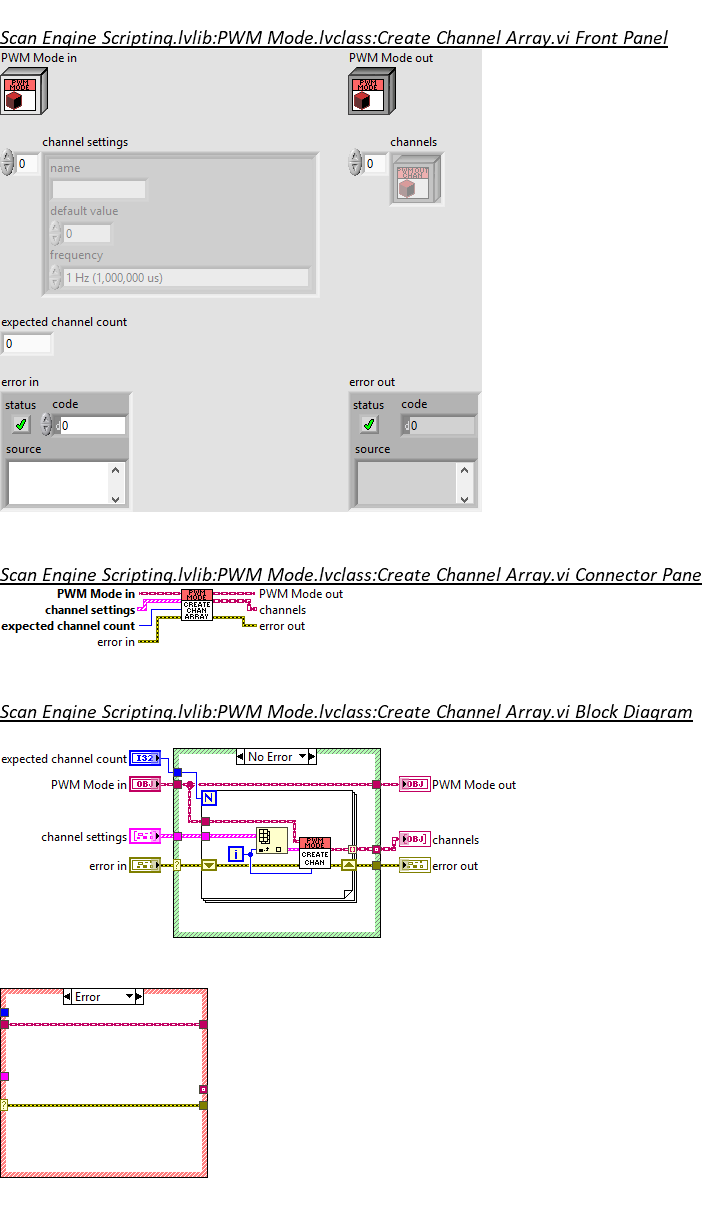 Scan Engine Scripting.lvlib:PWM Mode.lvclass:Create Channel Array.vi Front Panel
PWM Mode in
PWM Mode out
PWM MODE
PWM MODE
channel settings
channels
0
0
name
PWM OUT CHAN
default value
0
frequency
1 Hz (1,000,000 us)
expected channel count
0
error in
error out
status code
status code
d 0
d 0
source
source
Scan Engine Scripting.lvlib:PWM Mode.lvclass:Create Channel Array.vi Connector Pane
PWM Mode in
PWM MODE
PWM Mode out
channel settings
CREATE CHAN ARRAY
channels
expected channel count
error out
error in
Scan Engine Scripting.lvlib:PWM Mode.lvclass:Create Channel Array.vi Block Diagram
expected channel count I32
No Error
PWM Mode in OBJ
OBJ PWM Mode out
N
channel settings
PWM MODE
CREATE CHAN
OBJ channels
i
error in
?
error out
Error
?